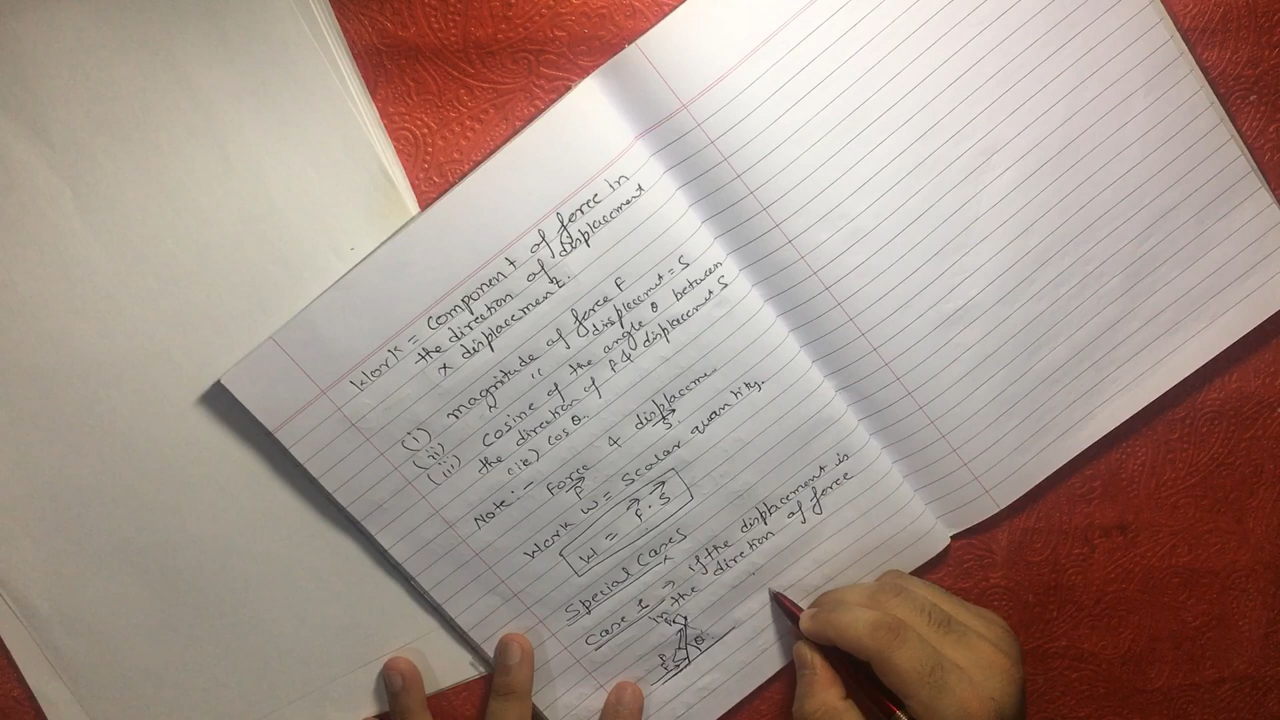 Work = component of force in
the direction of displacement
x displacement.
(i) magnitude of force F
(ii) " " displacement = S
(iii) cosine of the angle θ between
the direction of F & displacement S
(ie) cos θ.
Note:- Force & displacem
F S.
Work W = Scalar quantity.
W = F . S
Special Cases
Case I → if the displacement is
in the direction of force
θ